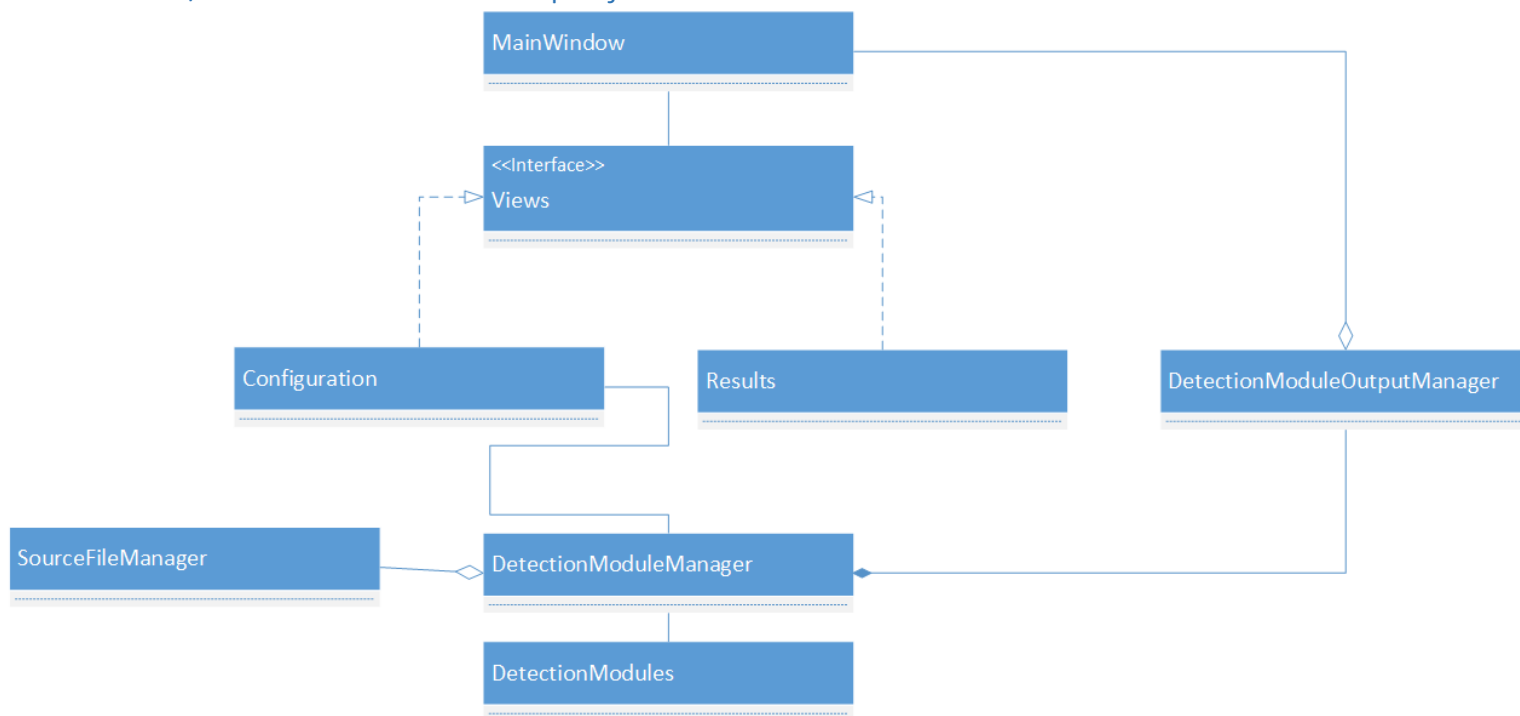 MainWindow
<<Interface>>
Views
Configuration
Results
DetectionModuleOutputManager
SourceFileManager
DetectionModuleManager
DetectionModules